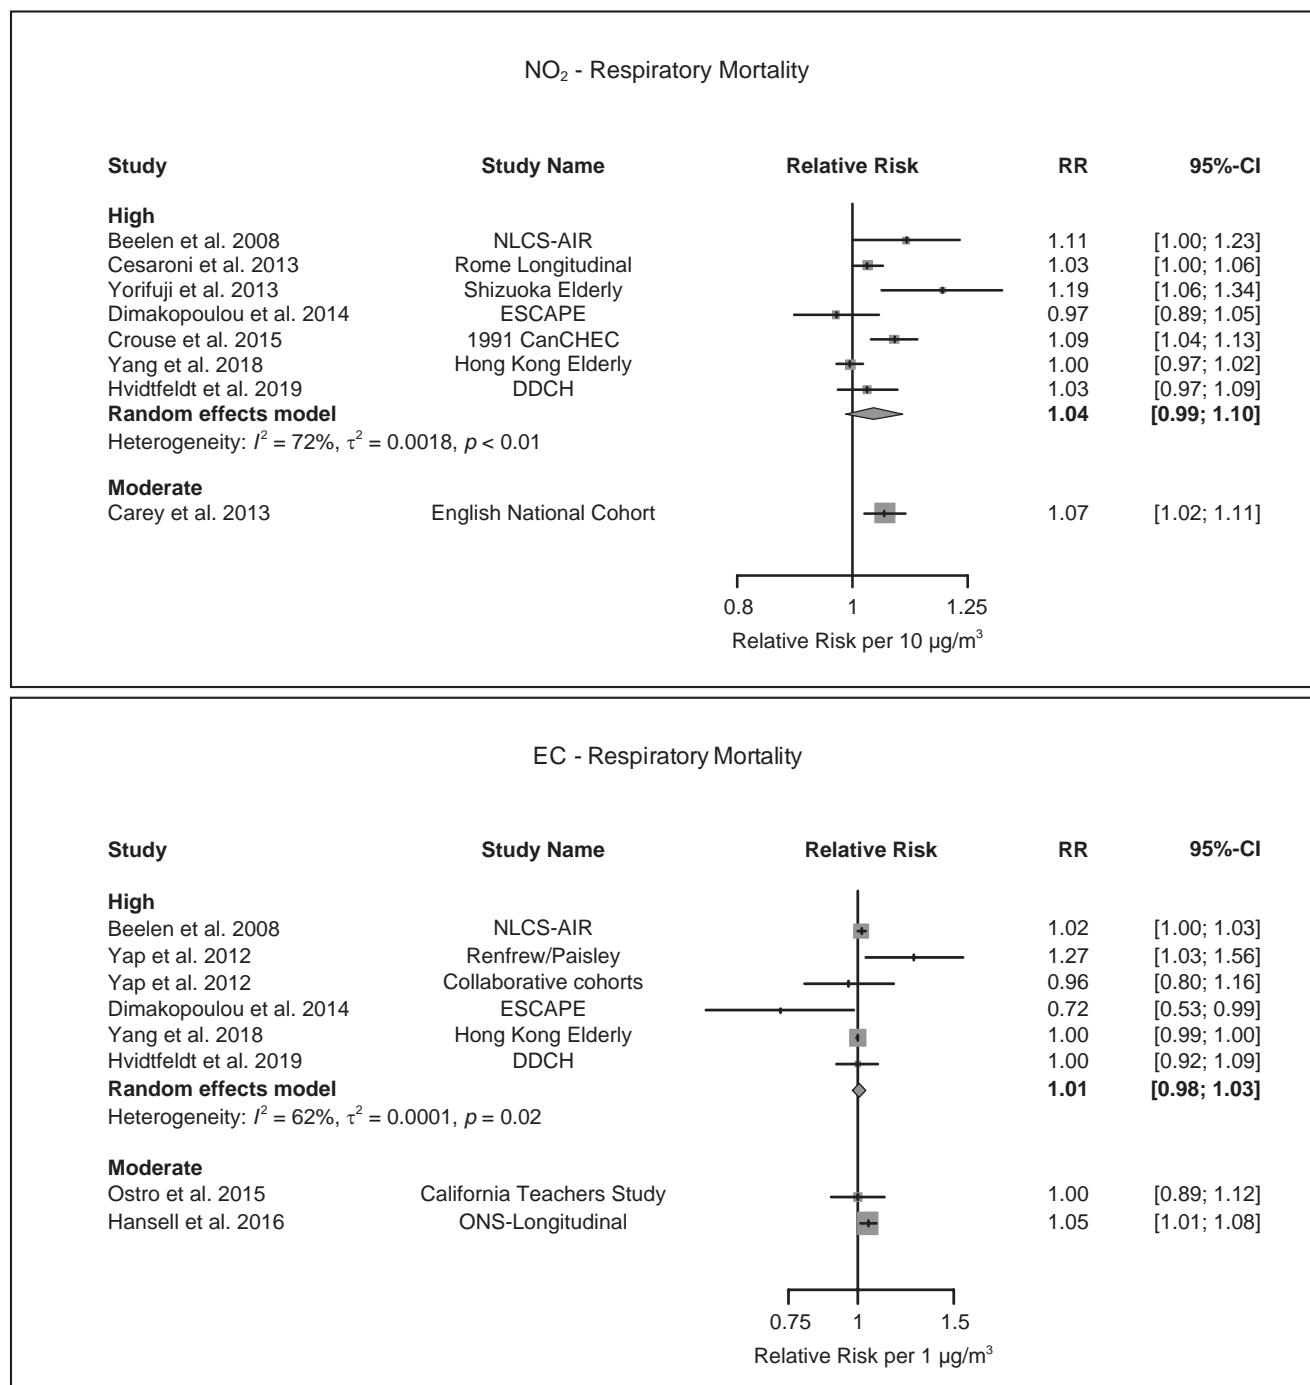 NO₂ - Respiratory Mortality
Study Study Name Relative Risk RR 95%-CI
High
Beelen et al. 2008 NLCS-AIR 1.11 [1.00; 1.23]
Cesaroni et al. 2013 Rome Longitudinal 1.03 [1.00; 1.06]
Yorifuji et al. 2013 Shizuoka Elderly 1.19 [1.06; 1.34]
Dimakopoulou et al. 2014 ESCAPE 0.97 [0.89; 1.05]
Crouse et al. 2015 1991 CanCHEC 1.09 [1.04; 1.13]
Yang et al. 2018 Hong Kong Elderly 1.00 [0.97; 1.02]
Hvidtfeldt et al. 2019 DDCH 1.03 [0.97; 1.09]
Random effects model 1.04 [0.99; 1.10]
Heterogeneity: I² = 72%, τ² = 0.0018, p < 0.01
Moderate
Carey et al. 2013 English National Cohort 1.07 [1.02; 1.11]
0.8 1 1.25
Relative Risk per 10 µg/m³
EC - Respiratory Mortality
Study Study Name Relative Risk RR 95%-CI
High
Beelen et al. 2008 NLCS-AIR 1.02 [1.00; 1.03]
Yap et al. 2012 Renfrew/Paisley 1.27 [1.03; 1.56]
Yap et al. 2012 Collaborative cohorts 0.96 [0.80; 1.16]
Dimakopoulou et al. 2014 ESCAPE 0.72 [0.53; 0.99]
Yang et al. 2018 Hong Kong Elderly 1.00 [0.99; 1.00]
Hvidtfeldt et al. 2019 DDCH 1.00 [0.92; 1.09]
Random effects model 1.01 [0.98; 1.03]
Heterogeneity: I² = 62%, τ² = 0.0001, p = 0.02
Moderate
Ostro et al. 2015 California Teachers Study 1.00 [0.89; 1.12]
Hansell et al. 2016 ONS-Longitudinal 1.05 [1.01; 1.08]
0.75 1 1.5
Relative Risk per 1 µg/m³